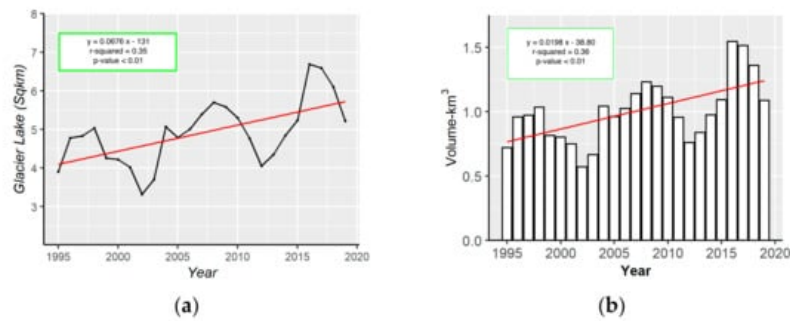 y = 0.0676 x - 131
r-squared = 0.35
p-value < 0.01
Glacier Lake (Sqkm)
8
7
6
5
4
3
1995
2000
2005
2010
2015
2020
Year
(a)
y = 0.0198 x - 38.80
r-squared = 0.36
p-value < 0.01
Volume-km³
1.5
1.0
0.5
0.0
1995
2000
2005
2010
2015
2020
Year
(b)